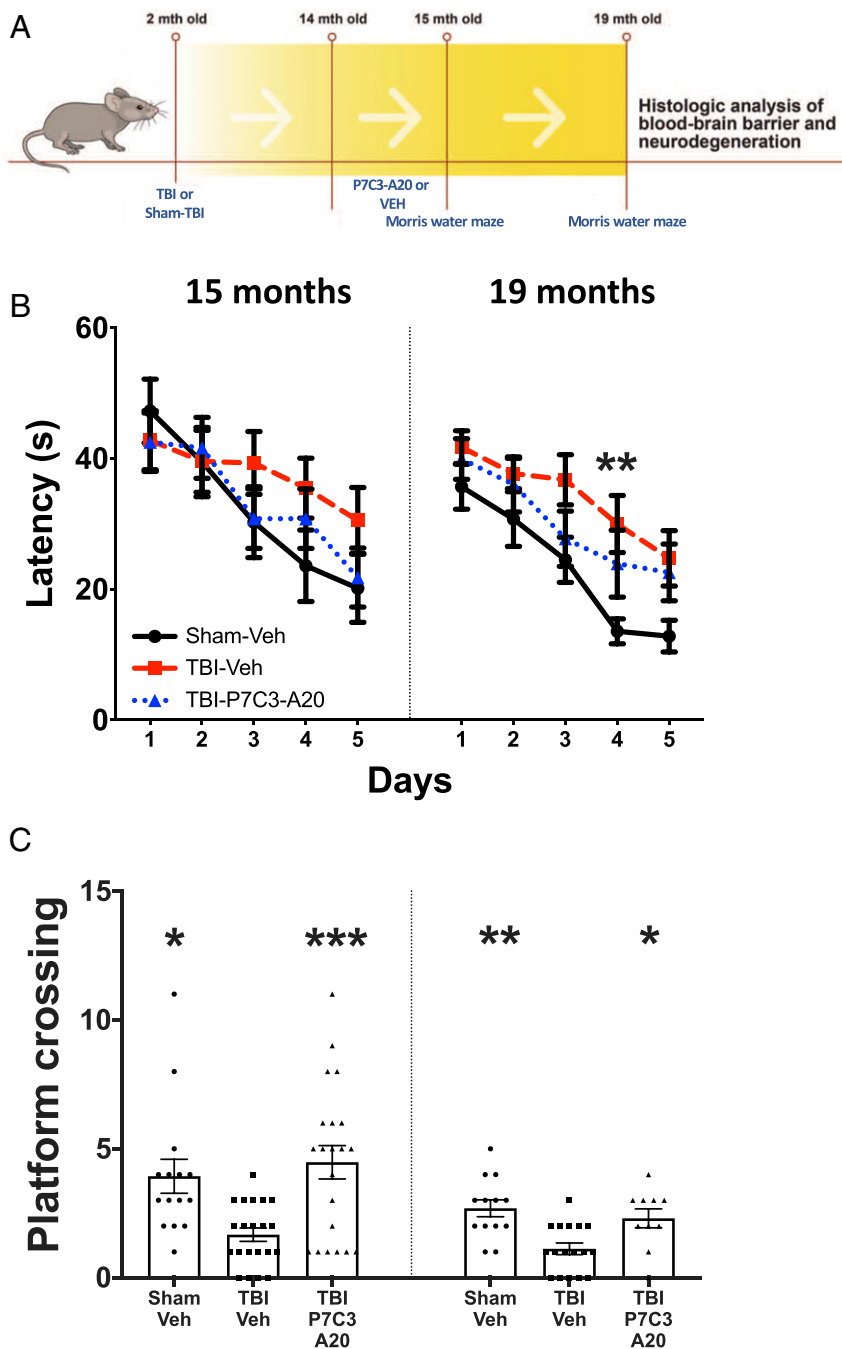 A
2 mth old 14 mth old 15 mth old 19 mth old
Histologic analysis of
blood-brain barrier and
neurodegeneration
TBI or
Sham-TBI
P7C3-A20 or
VEH
Morris water maze Morris water maze
B
15 months 19 months
60
40
20
0
Latency (s)
**
Sham-Veh
TBI-Veh
TBI-P7C3-A20
1 2 3 4 5 1 2 3 4 5
Days
C
15
10
5
0
Platform crossing
* *** ** *
Sham TBI TBI Sham TBI TBI
Veh Veh P7C3 Veh Veh P7C3
A20 A20